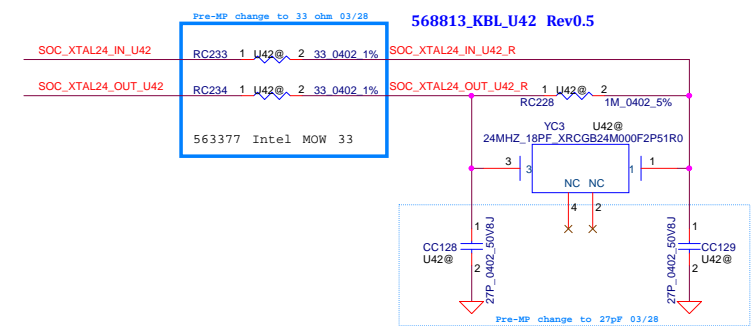 Pre-MP change to 33 ohm 03/28
568813_KBL_U42 Rev0.5
SOC_XTAL24_IN_U42
RC233 1 U42@ 2 33_0402_1%
SOC_XTAL24_IN_U42_R
SOC_XTAL24_OUT_U42
RC234 1 U42@ 2 33_0402_1%
SOC_XTAL24_OUT_U42_R
1 U42@ 2
RC228 1M_0402_5%
563377 Intel MOW 33
YC3 U42@
24MHZ_18PF_XRCGB24M000F2P51R0
3 3 1 1
NC NC
4 2
1
CC128
U42@
2
27P_0402_50V8J
27P_0402_50V8J
1
CC129
U42@
2
Pre-MP change to 27pF 03/28